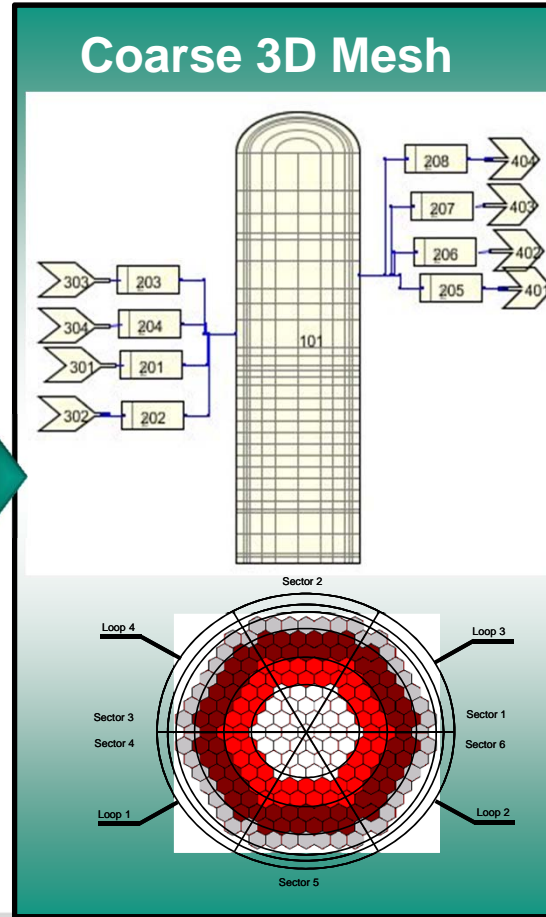 Coarse 3D Mesh
208
404
207
403
206
402
205
401
303
203
304
204
301
201
302
202
101
Sector 2
Loop 4
Loop 3
Sector 3
Sector 1
Sector 4
Sector 6
Loop 1
Loop 2
Sector 5